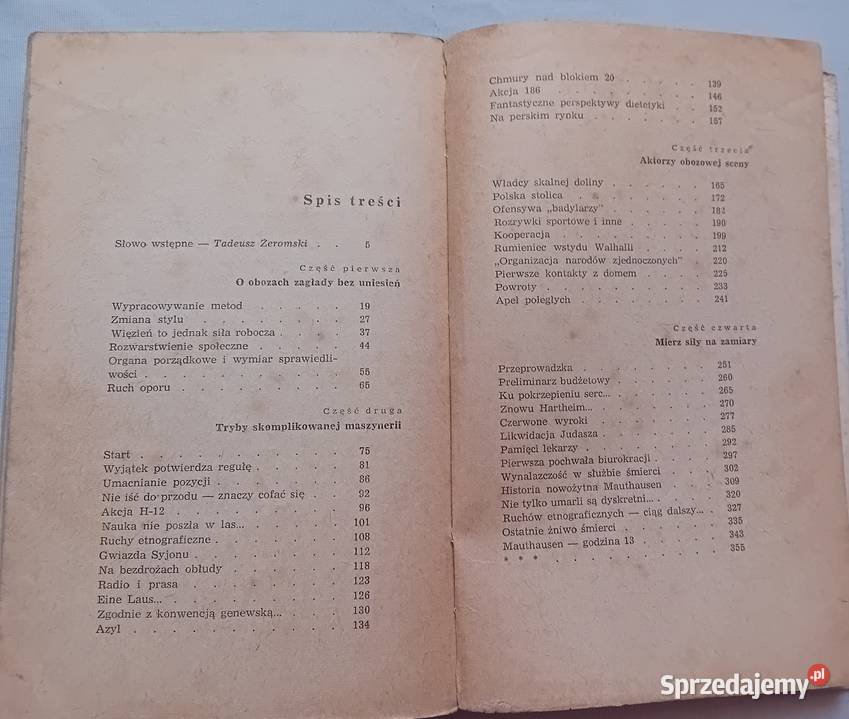 Spis treści
Słowo wstępne — Tadeusz Żeromski . . 5
Część pierwsza
O obozach zagłady bez uniesień
Wypracowywanie metod . . . . 19
Zmiana stylu . . . . . . 27
Więzień to jednak siła robocza . . . . 37
Rozwarstwienie społeczne . . . . 44
Organa porządkowe i wymiar sprawiedli-
wości . . . . . . . . 55
Ruch oporu . . . . . . . 65
Część druga
Tryby skomplikowanej maszynerii
Start . . . . . . . . 75
Wyjątek potwierdza regułę . . . . 81
Umacnianie pozycji . . . . . 86
Nie iść do przodu — znaczy cofać się . . 92
Akcja H-12 . . . . . . . 96
Nauka nie poszła w las... . . . . 101
Ruchy etnograficzne . . . . . 108
Gwiazda Syjonu . . . . . . 112
Na bezdrożach obłudy . . . . . 118
Radio i prasa . . . . . . 123
Eine Laus... . . . . . . 126
Zgodnie z konwencją genewską... . . . 130
Azyl . . . . . . . . 134
Chmury nad blokiem 20 . . . . 139
Akcja 186 . . . . . . 146
Fantastyczne perspektywy dietetyki . . 152
Na perskim rynku . . . . . . 157
Część trzecia
Aktorzy obozowej sceny
Władcy skalnej doliny . . . . . 165
Polska stolica . . . . . . 172
Ofensywa „badylarzy” . . . . . 182
Rozrywki sportowe i inne . . . . 190
Kooperacja . . . . . . . 199
Rumieniec wstydu Walhalli . . . . 212
„Organizacja narodów zjednoczonych” . . 220
Pierwsze kontakty z domem . . . . 225
Powroty . . . . . . . 233
Apel poległych . . . . . . 241
Część czwarta
Mierz siły na zamiary
Przeprowadzka . . . . . . 251
Preliminarz budżetowy . . . . . 260
Ku pokrzepieniu serc... . . . . 265
Znowu Hartheim... . . . . . 270
Czerwone wyroki . . . . . 277
Likwidacja Judasza . . . . . 285
Pamięci lekarzy . . . . . . 292
Pierwsza pochwała biurokracji . . . 297
Wynalazczość w służbie śmierci . . . 302
Historia nowożytna Mauthausen . . . 309
Nie tylko umarli są dyskretni... . . . 320
Ruchów etnograficznych — ciąg dalszy... . 327
Ostatnie żniwo śmierci . . . . . 335
Mauthausen — godzina 13 . . . . 343
* * * . . . . . . . . 355
Sprzedajemy.pl